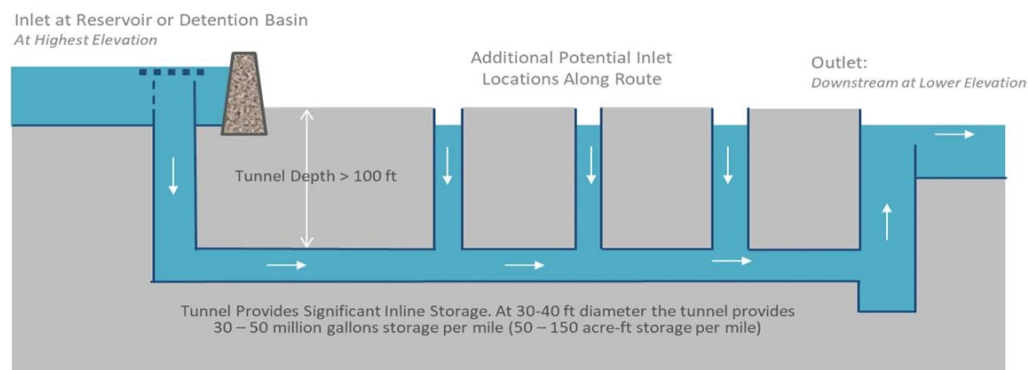 Inlet at Reservoir or Detention Basin
At Highest Elevation
Additional Potential Inlet
Locations Along Route
Outlet:
Downstream at Lower Elevation
Tunnel Depth > 100 ft
Tunnel Provides Significant Inline Storage. At 30-40 ft diameter the tunnel provides
30 – 50 million gallons storage per mile (50 – 150 acre-ft storage per mile)